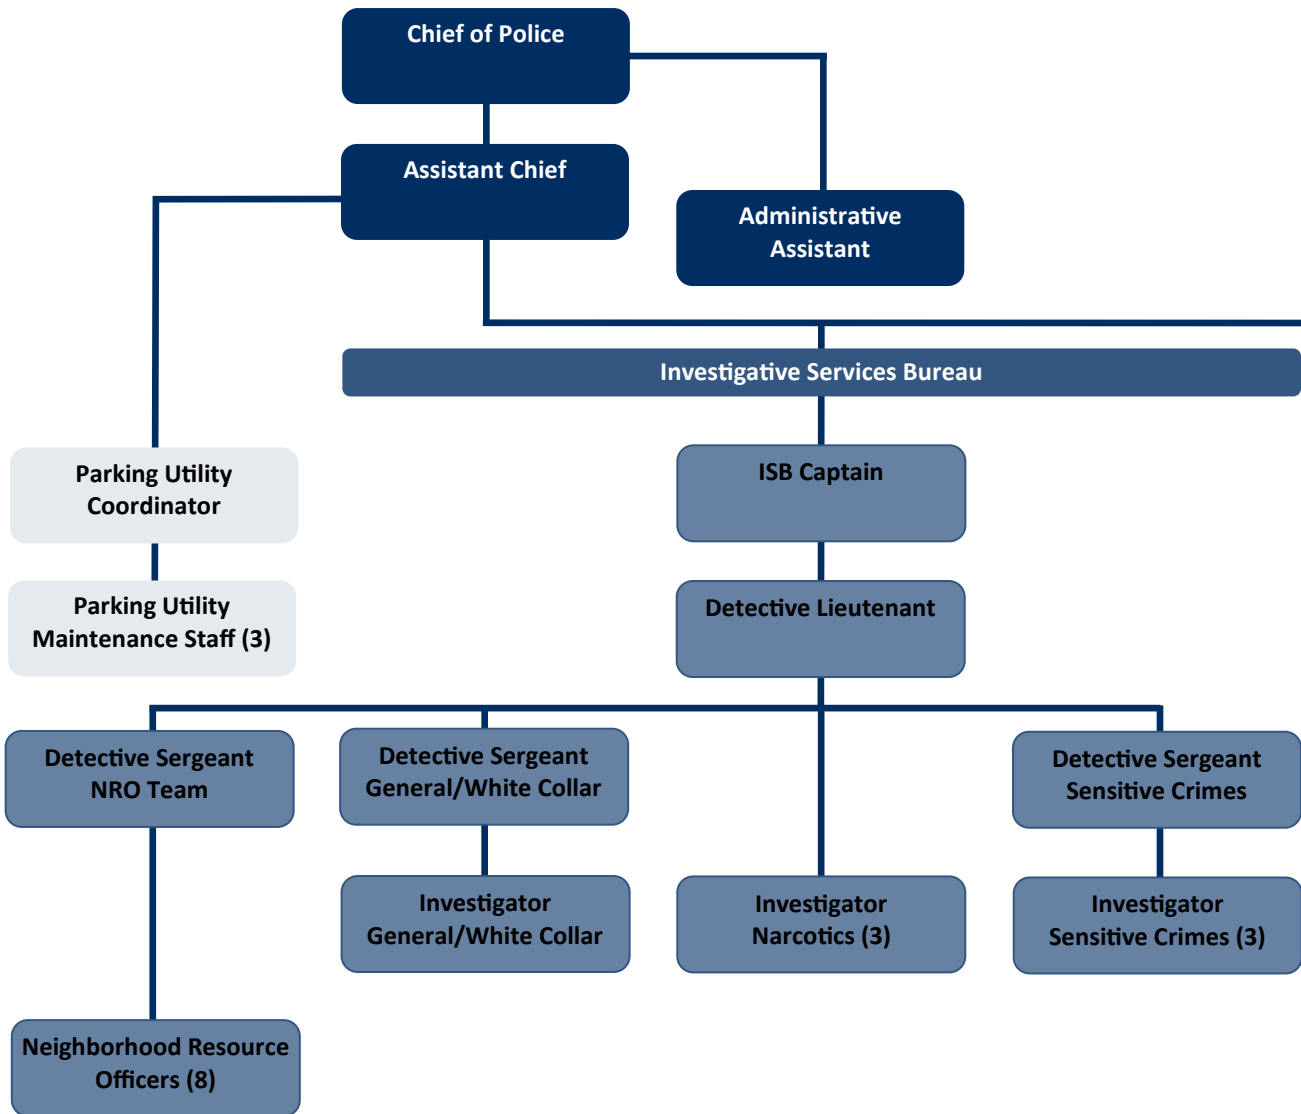 Chief of Police
Assistant Chief
Administrative
Assistant
Investigative Services Bureau
Parking Utility
Coordinator
ISB Captain
Parking Utility
Maintenance Staff (3)
Detective Lieutenant
Detective Sergeant
NRO Team
Detective Sergeant
General/White Collar
Detective Sergeant
Sensitive Crimes
Investigator
General/White Collar
Investigator
Narcotics (3)
Investigator
Sensitive Crimes (3)
Neighborhood Resource
Officers (8)